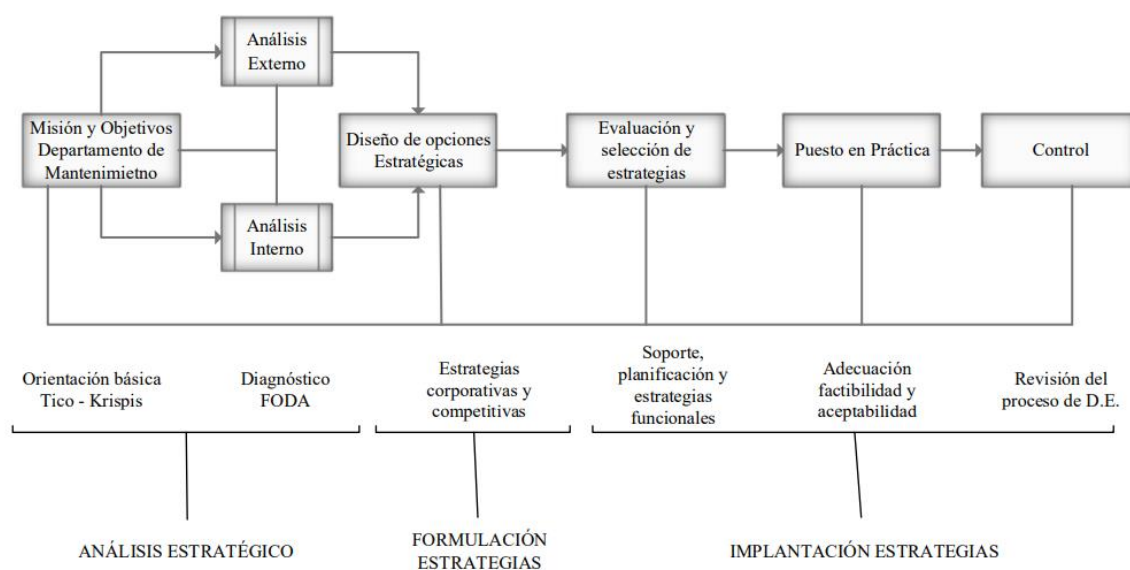 Análisis
Externo
Misión y Objetivos
Departamento de
Mantenimietno
Diseño de opciones
Estratégicas
Evaluación y
selección de
estrategias
Puesto en Práctica
Control
Análisis
Interno
Orientación básica
Tico - Krispis
Diagnóstico
FODA
Estrategias
corporativas y
competitivas
Soporte,
planificación y
estrategias
funcionales
Adecuación
factibilidad y
aceptabilidad
Revisión del
proceso de D.E.
ANÁLISIS ESTRATÉGICO
FORMULACIÓN
ESTRATEGIAS
IMPLANTACIÓN ESTRATEGIAS